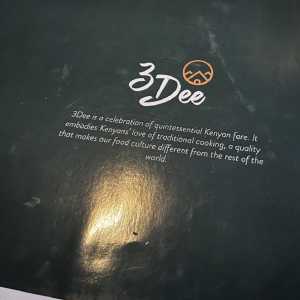 3Dee
3Dee is a celebration of quintessential Kenyan fare. It
embodies Kenyans' love of traditional cooking, a quality
that makes our food culture different from the rest of the
world.